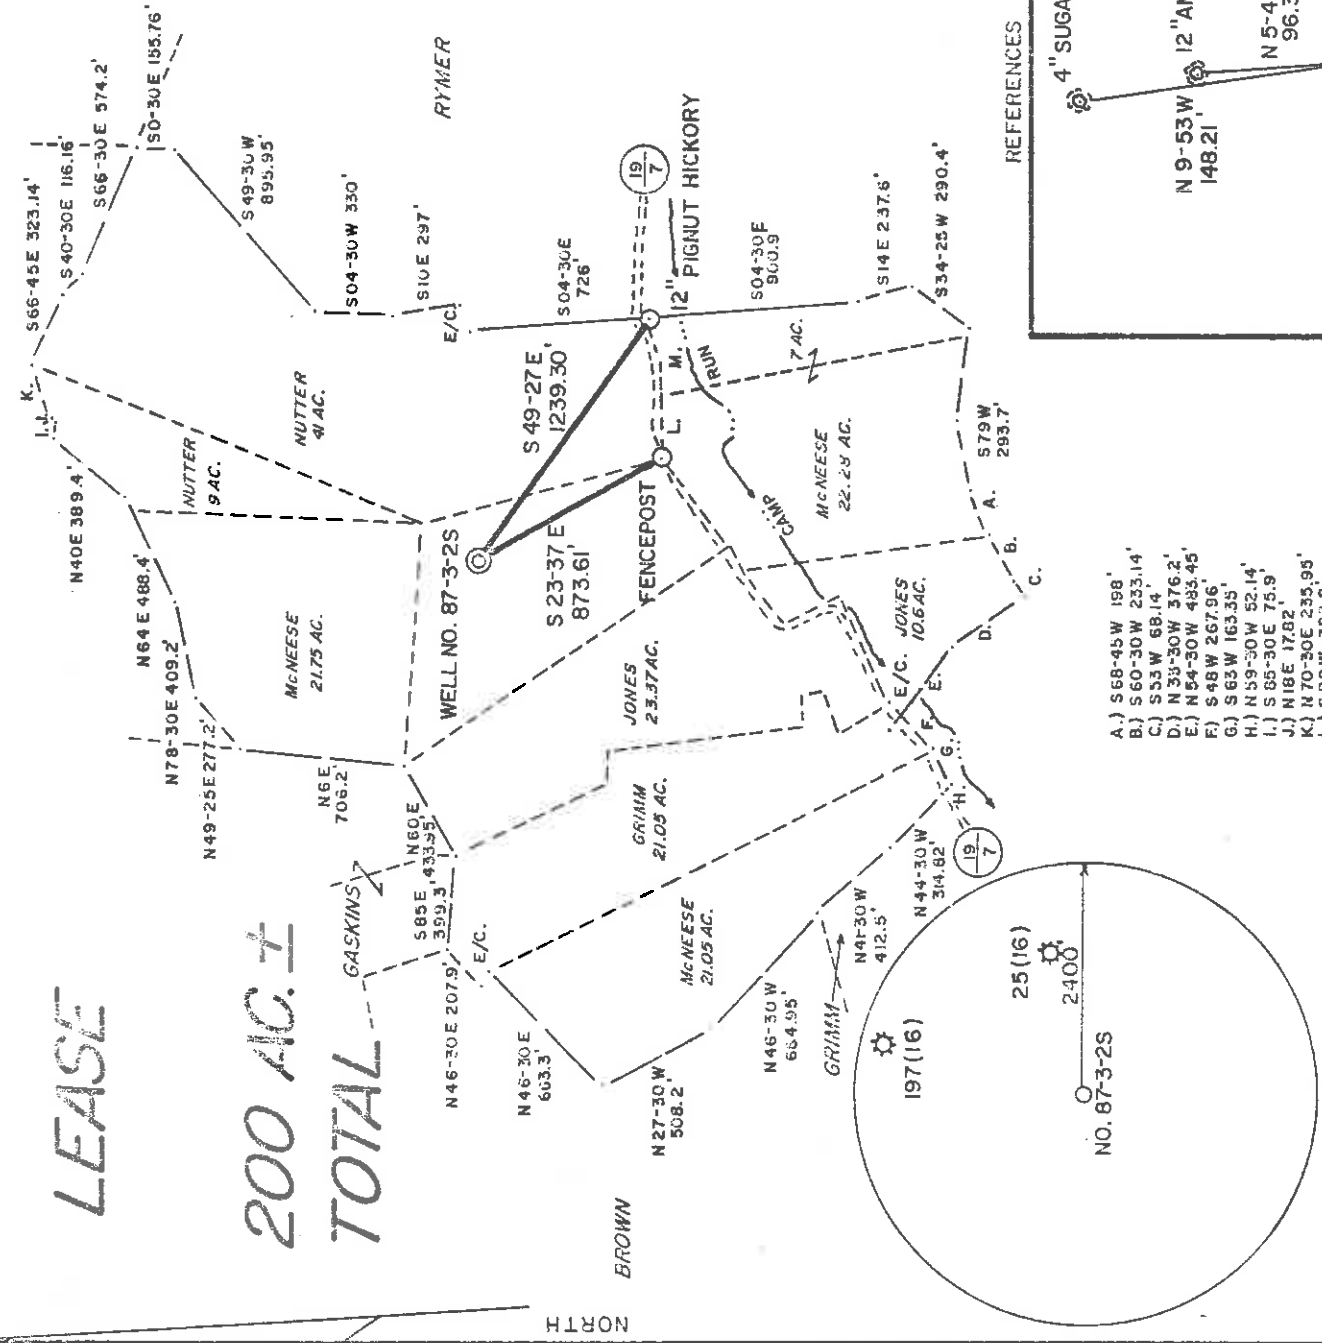 LEASE
200 AC. ±
TOTAL
NORTH
BROWN
RYMER
GASKINS
GRIMM
N40E 389.4'
N64E 488.4'
N78-30E 409.2'
N49-25E 277.2'
N6E
706.2'
N60E
433.95'
S85E
399.3'
N46-30E 207.9'
E/C.
N46-30E
603.3'
N27-30W
508.2'
N46-30W
664.95'
N41-30W
412.5'
N44-30W
314.82'
I.
J.
K.
S66-45E 323.14'
S40-30E 116.16'
S66-30E 574.2'
S0-30E 155.76'
S49-30W
895.95'
S04-30W 330'
S10E 297'
E/C.
S04-30E
726'
19
7
12" PIGNUT HICKORY
S04-30E
900.9
S14E 237.6'
S34-25W 290.4'
S79W
293.7'
A.
B.
C.
D.
E.
E/C.
F.
G.
H.
19
7
L.
M.
NUTTER
9 AC.
NUTTER
41 AC.
McNEESE
21.75 AC.
WELL NO. 87-3-2S
S 49-27 E
1239.30'
S 23-37 E
873.61'
FENCEPOST
JONES
23.37 AC.
GRIMM
21.05 AC.
McNEESE
21.05 AC.
CAMP
RUN
7 AC.
McNEESE
22.28 AC.
JONES
10.6 AC.
A.) S68-45W 198'
B.) S60-30W 233.14'
C.) S53W 68.14'
D.) N33-30W 376.2'
E.) N54-30W 483.45'
F.) S48W 267.96'
G.) S63W 163.35'
H.) N59-30W 52.14'
I.) S85-30E 75.9'
J.) N18E 17.82'
K.) N70-30E 235.95'
197(16)
25(16)
2400'
NO. 87-3-2S
REFERENCES
4" SUGA
12" A
N 9-53 W
148.21'
N 5-4
96.3